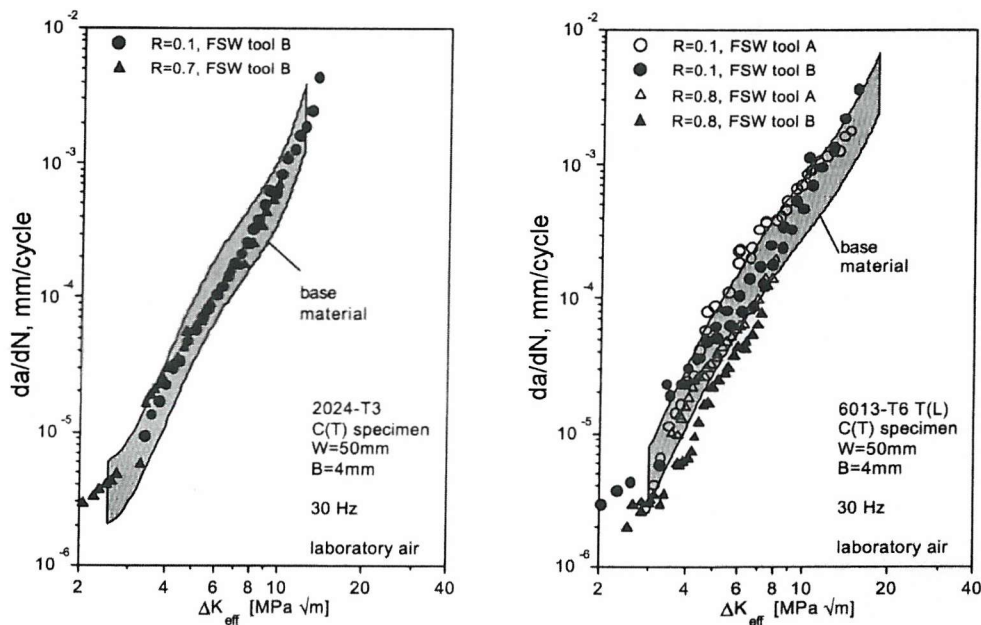 10⁻²
10⁻³
10⁻⁴
10⁻⁵
10⁻⁶
da/dN, mm/cycle
R=0.1, FSW tool B
R=0.7, FSW tool B
base
material
2024-T3
C(T) specimen
W=50mm
B=4mm
30 Hz
laboratory air
2 4 6 8 10 20 40
ΔK_eff [MPa √m]
10⁻²
10⁻³
10⁻⁴
10⁻⁵
10⁻⁶
da/dN, mm/cycle
R=0.1, FSW tool A
R=0.1, FSW tool B
R=0.8, FSW tool A
R=0.8, FSW tool B
base
material
6013-T6 T(L)
C(T) specimen
W=50mm
B=4mm
30 Hz
laboratory air
2 4 6 8 10 20 40
ΔK_eff [MPa √m]